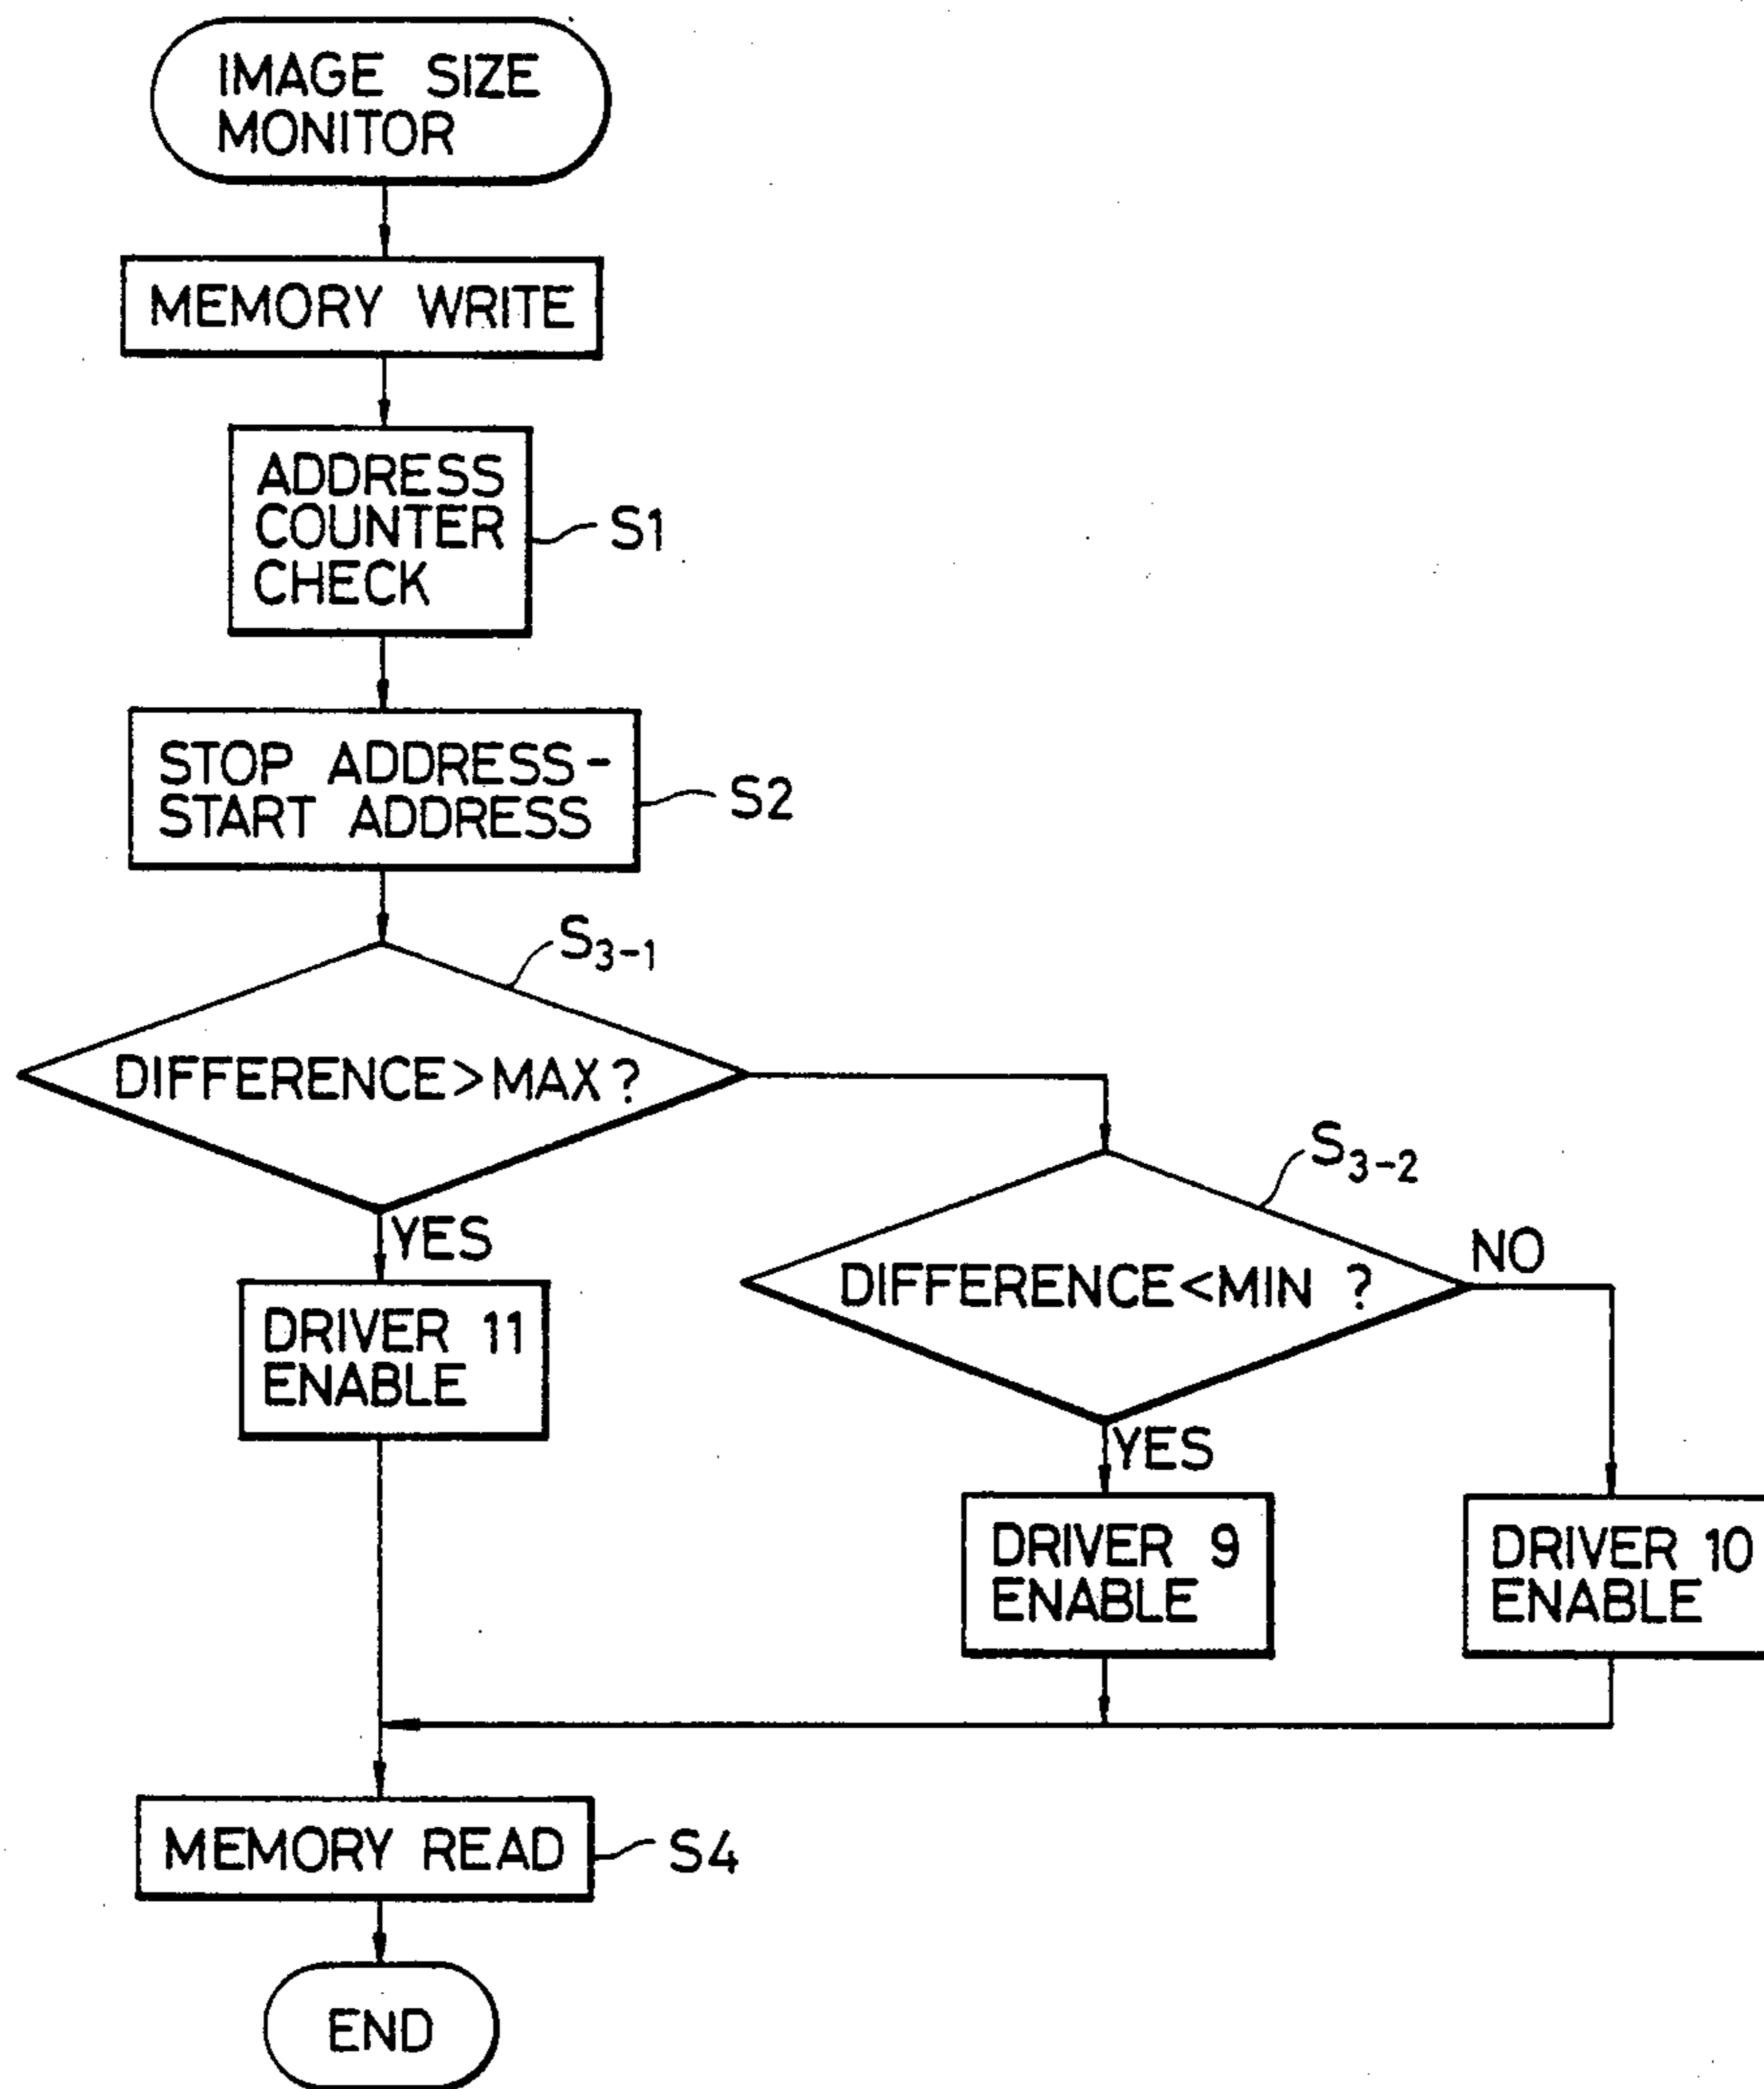 IMAGE SIZE
MONITOR
MEMORY WRITE
ADDRESS
COUNTER
CHECK
S1
STOP ADDRESS-
START ADDRESS
S2
S3-1
DIFFERENCE>MAX?
YES
DRIVER 11
ENABLE
S3-2
DIFFERENCE<MIN ?
NO
YES
DRIVER 9
ENABLE
DRIVER 10
ENABLE
MEMORY READ
S4
END